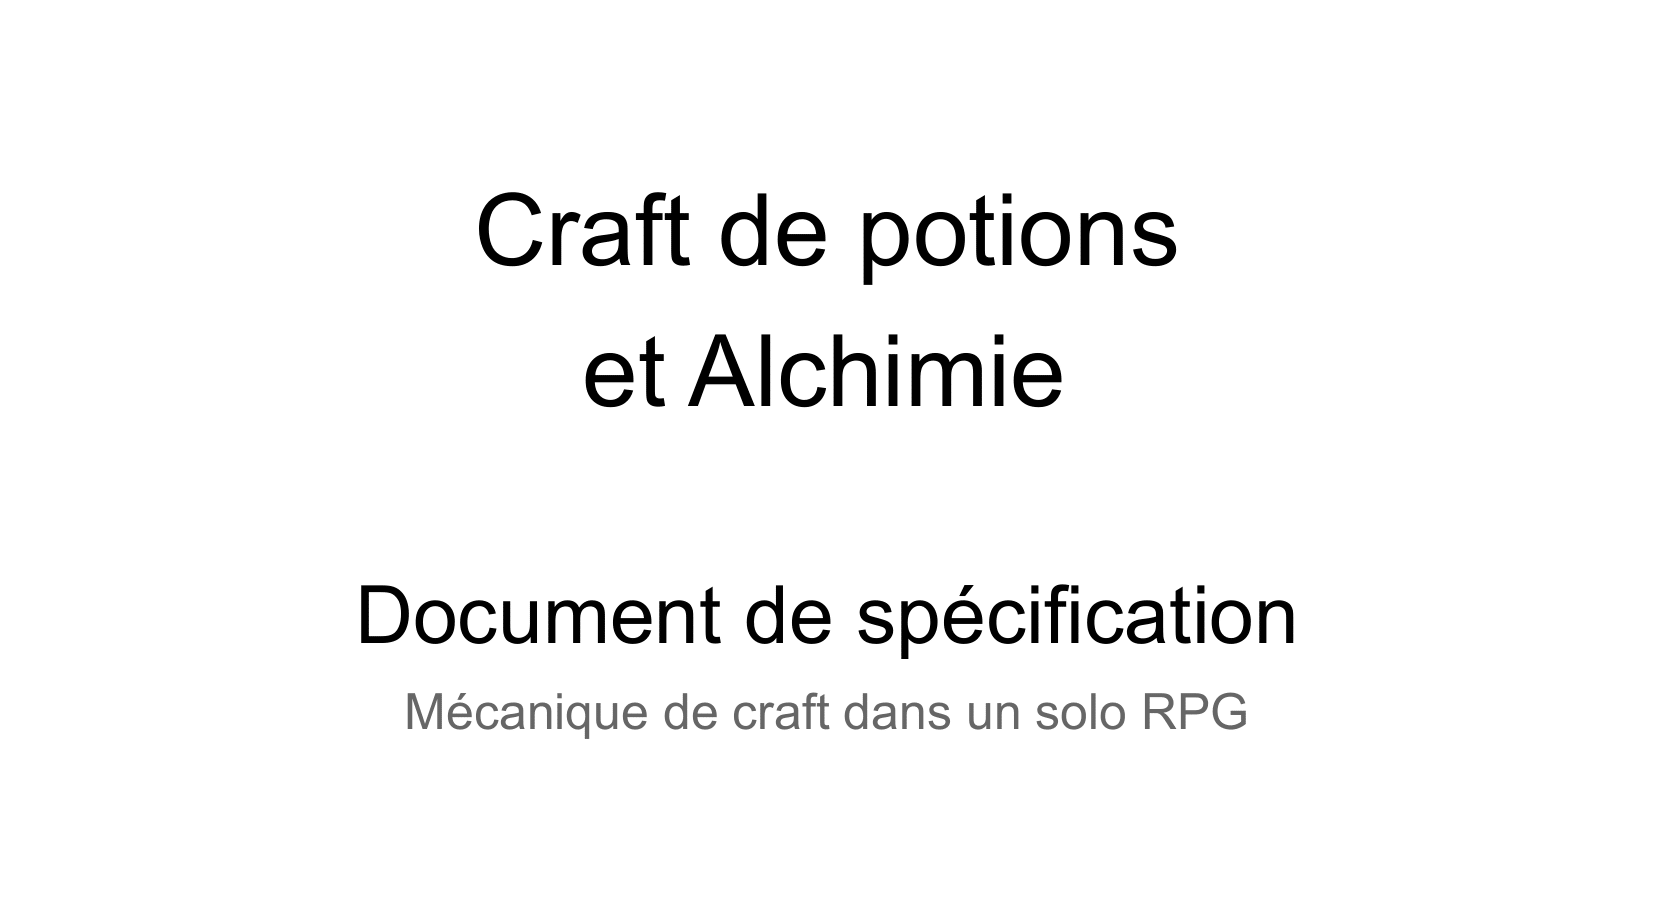 Craft de potions
et Alchimie
Document de spécification
Mécanique de craft dans un solo RPG